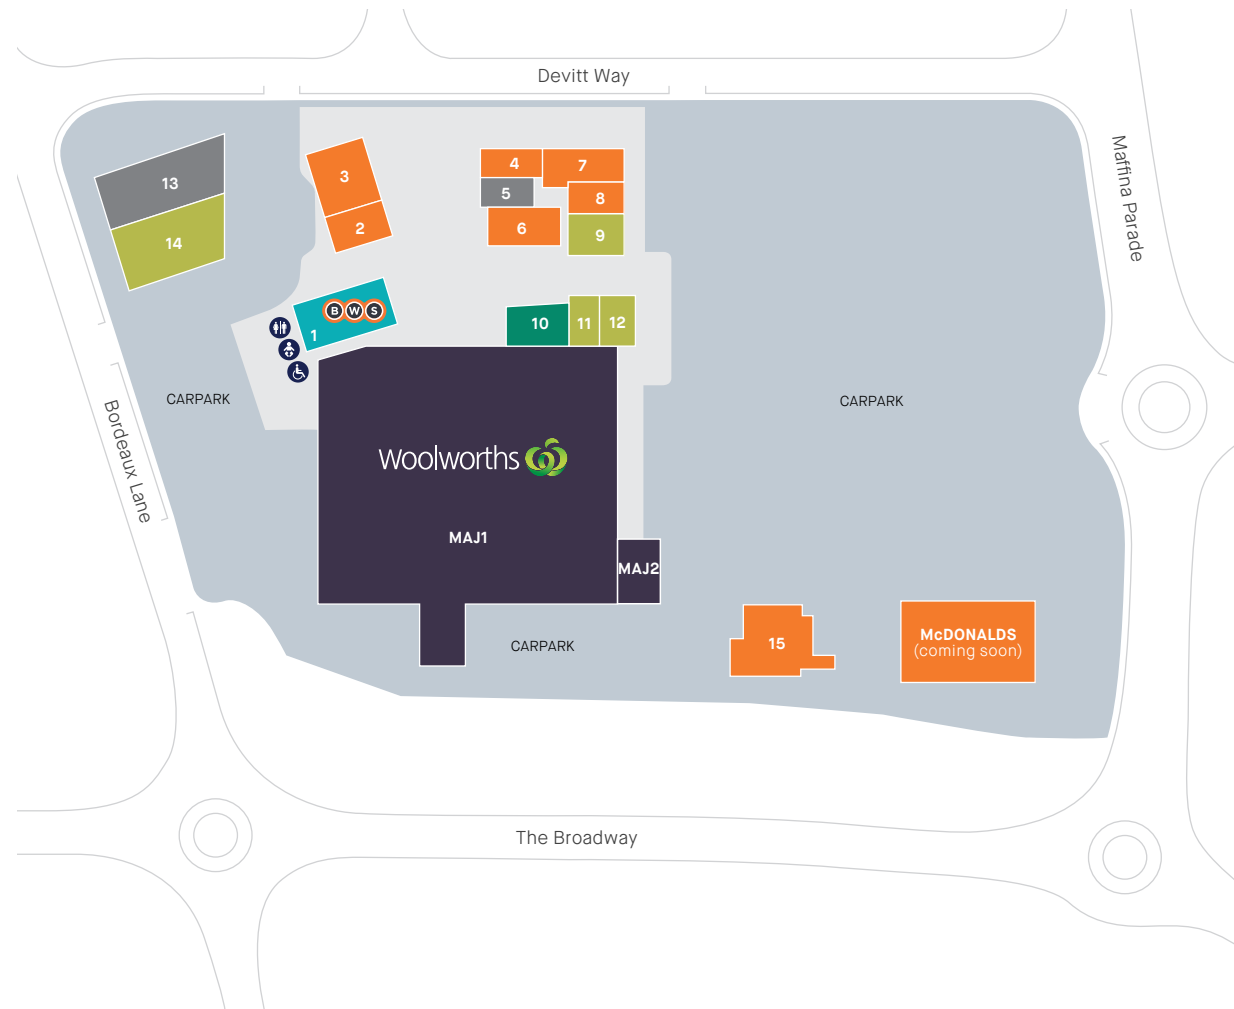 Devitt Way
Maffina Parade
13
14
3
2
4
7
5
8
6
9
B W S
1
10
11
12
CARPARK
CARPARK
Bordeaux Lane
Woolworths
MAJ1
MAJ2
CARPARK
15
McDONALDS
(coming soon)
The Broadway